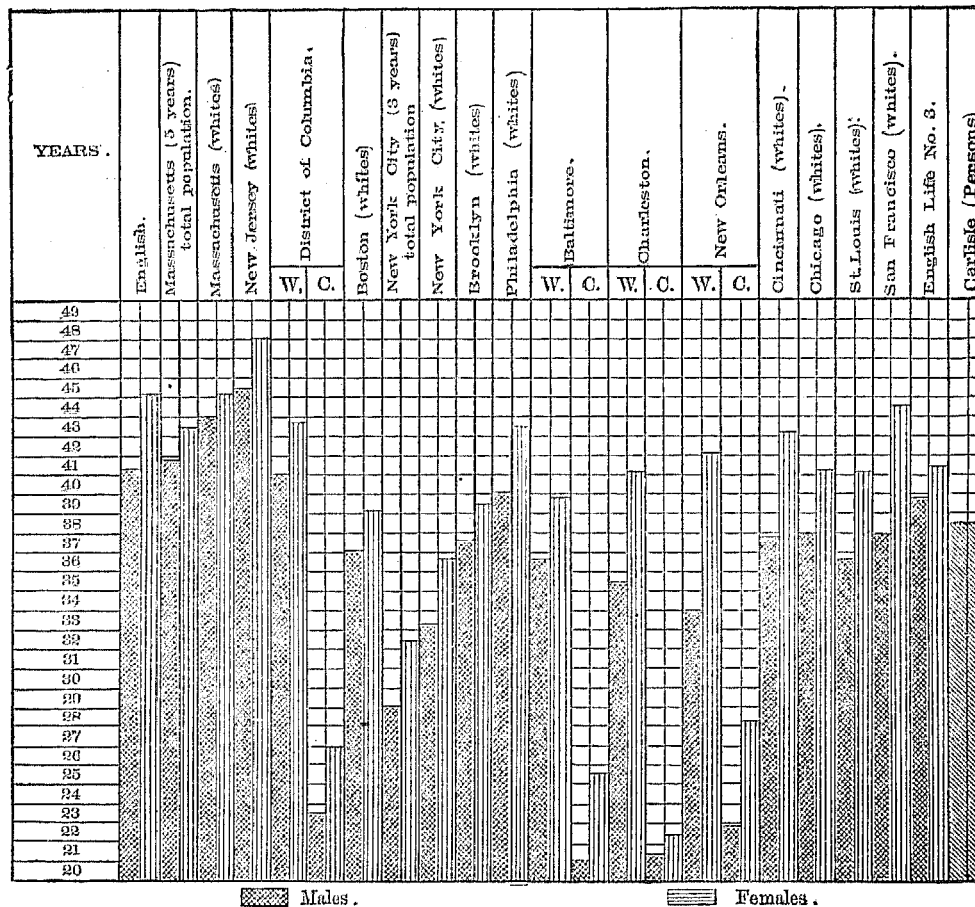 YEARS.
English.
Massachusetts (5 years)
total population.
Massachusetts (whites)
New Jersey (whites)
District of Columbia.
W. C.
Boston (whites)
New York City (3 years)
total population
New York City, (whites)
Brooklyn (whites)
Philadelphia (whites)
Baltimore.
W. C.
Charleston.
W. C.
New Orleans.
W. C.
Cincinnati (whites).
Chicago (whites).
St. Louis (whites).
San Francisco (whites).
English Life No. 3.
Carlisle (Persons)
49
48
47
46
45
44
43
42
41
40
39
38
37
36
35
34
33
32
31
30
29
28
27
26
25
24
23
22
21
20
Males. Females.